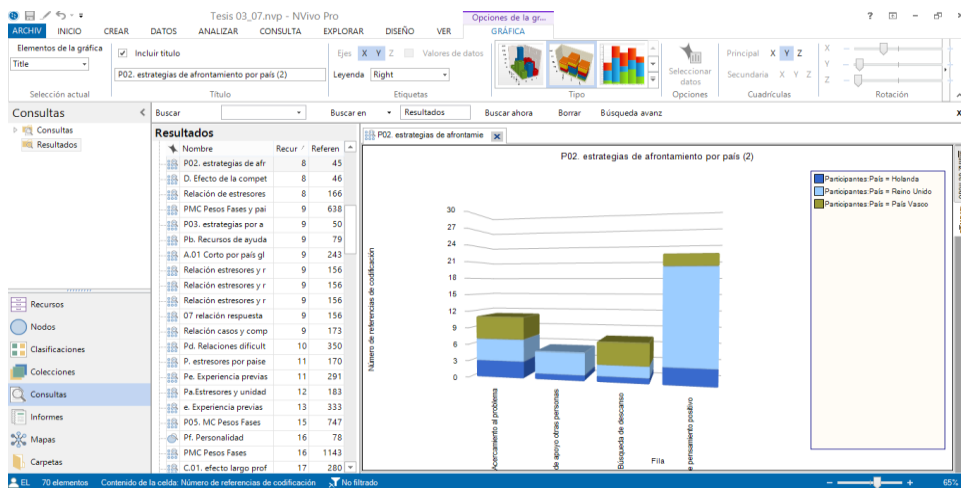 Tesis 03_07.nvp - NVivo Pro
Opciones de la gr...
ARCHIV INICIO CREAR DATOS ANALIZAR CONSULTA EXPLORAR DISEÑO VER GRÁFICA
Elementos de la gráfica
Title
Selección actual
Incluir título
P02. estrategias de afrontamiento por país (2)
Título
Ejes X Y Z Valores de datos
Leyenda Right
Etiquetas
Tipo
Seleccionar
datos
Opciones
Principal X Y Z
Secundaria X Y Z
Cuadrículas
X
Y
Z
Rotación
Consultas
Buscar Buscar en Resultados Buscar ahora Borrar Búsqueda avanz x
Consultas
Resultados
Recursos
Nodos
Clasificaciones
Colecciones
Consultas
Informes
Mapas
Carpetas
Resultados
Nombre Recur Referen
P02. estrategias de afr 8 45
D. Efecto de la compet 8 46
Relación de estresores 8 166
PMC Pesos Fases y pai 9 638
P03. estrategias por a 9 50
Pb. Recursos de ayuda 9 79
A.01 Corto por país gl 9 243
Relación estresores y r 9 156
Relación estresores y r 9 156
Relación estresores y r 9 156
07 relación respuesta 9 156
Relación casos y comp 9 173
Pd. Relaciones dificult 10 350
P. estresores por paise 11 170
Pe. Experiencia previas 11 291
Pa.Estresores y unidad 12 183
e. Experiencia previas 13 333
P05. MC Pesos Fases 15 747
Pf. Personalidad 16 78
PMC Pesos Fases 16 1143
C.01. efecto largo prof 17 280
P02. estrategias de afrontamie
P02. estrategias de afrontamiento por país (2)
Número de referencias de codificación
30
27
24
21
18
15
12
9
6
3
0
Acercamiento al problema
de apoyo otras personas
Búsqueda de descanso
e pensamiento positivo
Fila
Participantes:País = Holanda
Participantes:País = Raino Unido
Participantes:País = País Vasco
EL 70 elementos Contenido de la celda: Número de referencias de codificación No filtrado 65%